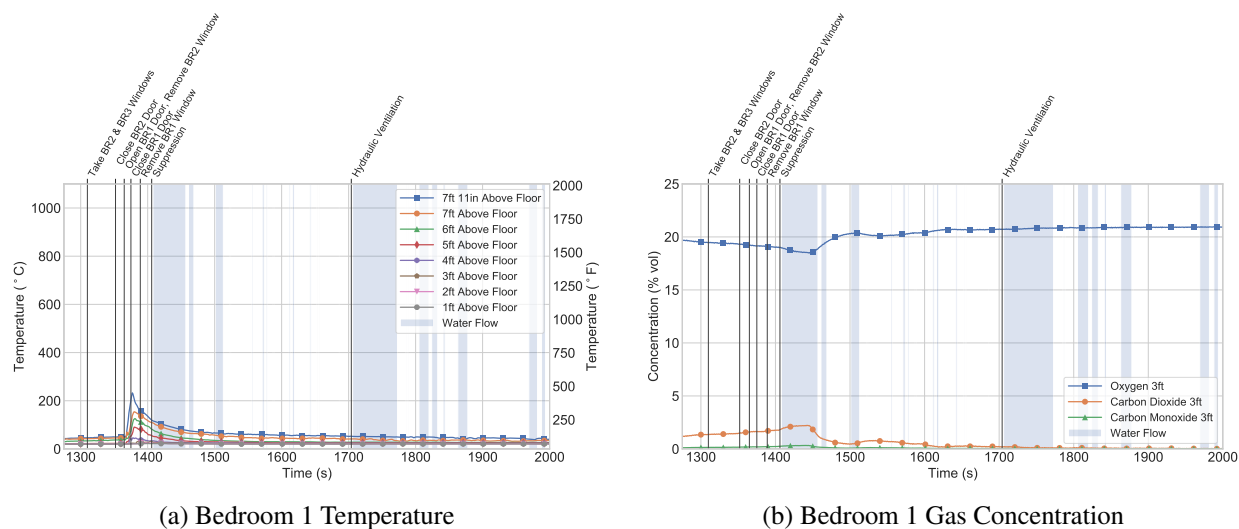 Take BR2 & BR3 Windows
Close BR2 Door
Open BR1 Door, Remove BR2 Window
Close BR1 Door
Remove BR1 Window
Suppression
Hydraulic Ventilation
1000
800
600
400
200
0
Temperature (°C)
2000
1750
1500
1250
1000
750
500
250
Temperature (°F)
7ft 11in Above Floor
7ft Above Floor
6ft Above Floor
5ft Above Floor
4ft Above Floor
3ft Above Floor
2ft Above Floor
1ft Above Floor
Water Flow
1300 1400 1500 1600 1700 1800 1900 2000
Time (s)
(a) Bedroom 1 Temperature
Take BR2 & BR3 Windows
Close BR2 Door
Open BR1 Door, Remove BR2 Window
Close BR1 Door
Remove BR1 Window
Suppression
Hydraulic Ventilation
25
20
15
10
5
0
Concentration (% vol)
Oxygen 3ft
Carbon Dioxide 3ft
Carbon Monoxide 3ft
Water Flow
1300 1400 1500 1600 1700 1800 1900 2000
Time (s)
(b) Bedroom 1 Gas Concentration